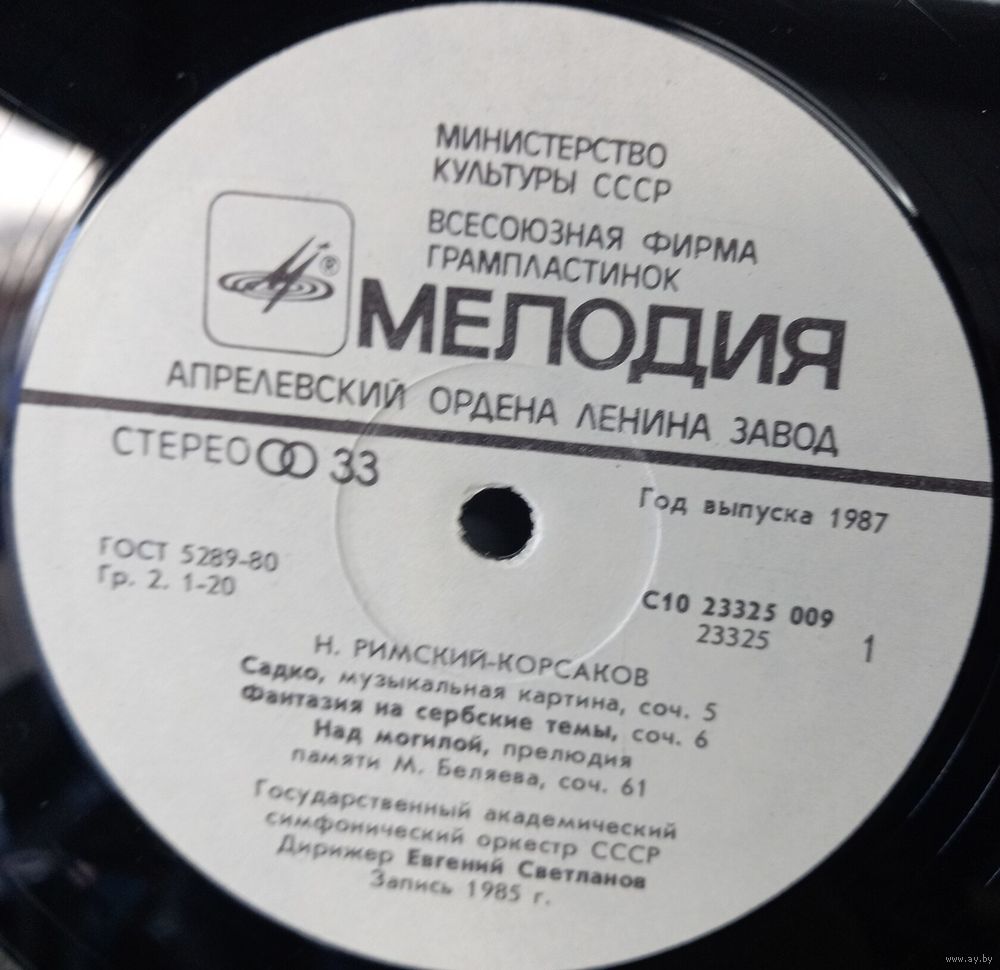 МИНИСТЕРСТВО
КУЛЬТУРЫ СССР
ВСЕСОЮЗНАЯ ФИРМА
ГРАМПЛАСТИНОК
®
МЕЛОДИЯ
АПРЕЛЕВСКИЙ ОРДЕНА ЛЕНИНА ЗАВОД
СТЕРЕО 33
Год выпуска 1987
ГОСТ 5289-80
Гр. 2. 1-20
С10 23325 009
23325
1
Н. РИМСКИЙ-КОРСАКОВ
Садко, музыкальная картина, соч. 5
Фантазия на сербские темы, соч. 6
Над могилой, прелюдия
памяти М. Беляева, соч. 61
Государственный академический
симфонический оркестр СССР
Дирижер Евгений Светланов
Запись 1985 г.
www.ay.by